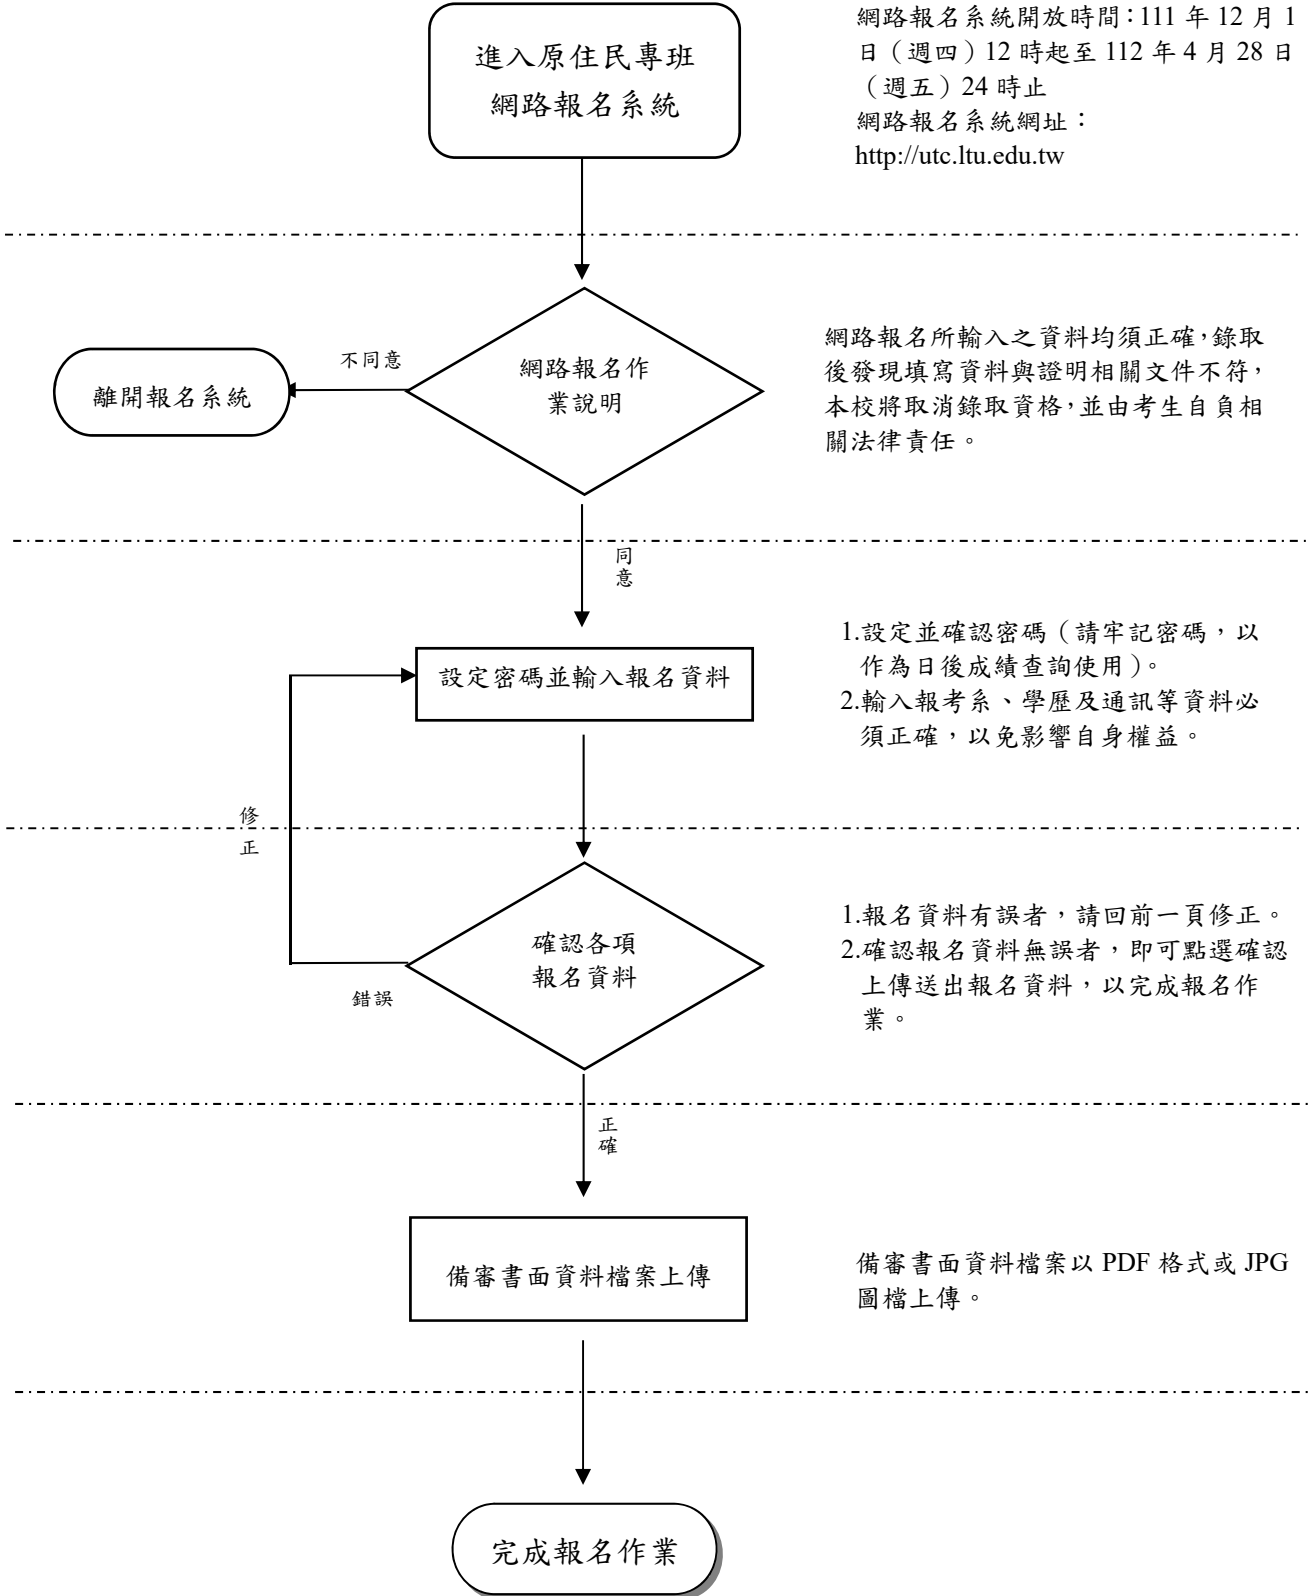 進入原住民專班
網路報名系統
網路報名系統開放時間：111 年 12 月 1
日（週四）12 時起至 112 年 4 月 28 日
（週五）24 時止
網路報名系統網址：
http://utc.ltu.edu.tw
離開報名系統
不同意
網路報名作
業說明
網路報名所輸入之資料均須正確，錄取
後發現填寫資料與證明相關文件不符，
本校將取消錄取資格，並由考生自負相
關法律責任。
同
意
設定密碼並輸入報名資料
1.設定並確認密碼（請牢記密碼，以
作為日後成績查詢使用）。
2.輸入報考系、學歷及通訊等資料必
須正確，以免影響自身權益。
修
正
確認各項
報名資料
錯誤
1.報名資料有誤者，請回前一頁修正。
2.確認報名資料無誤者，即可點選確認
上傳送出報名資料，以完成報名作
業。
正
確
備審書面資料檔案上傳
備審書面資料檔案以 PDF 格式或 JPG
圖檔上傳。
完成報名作業